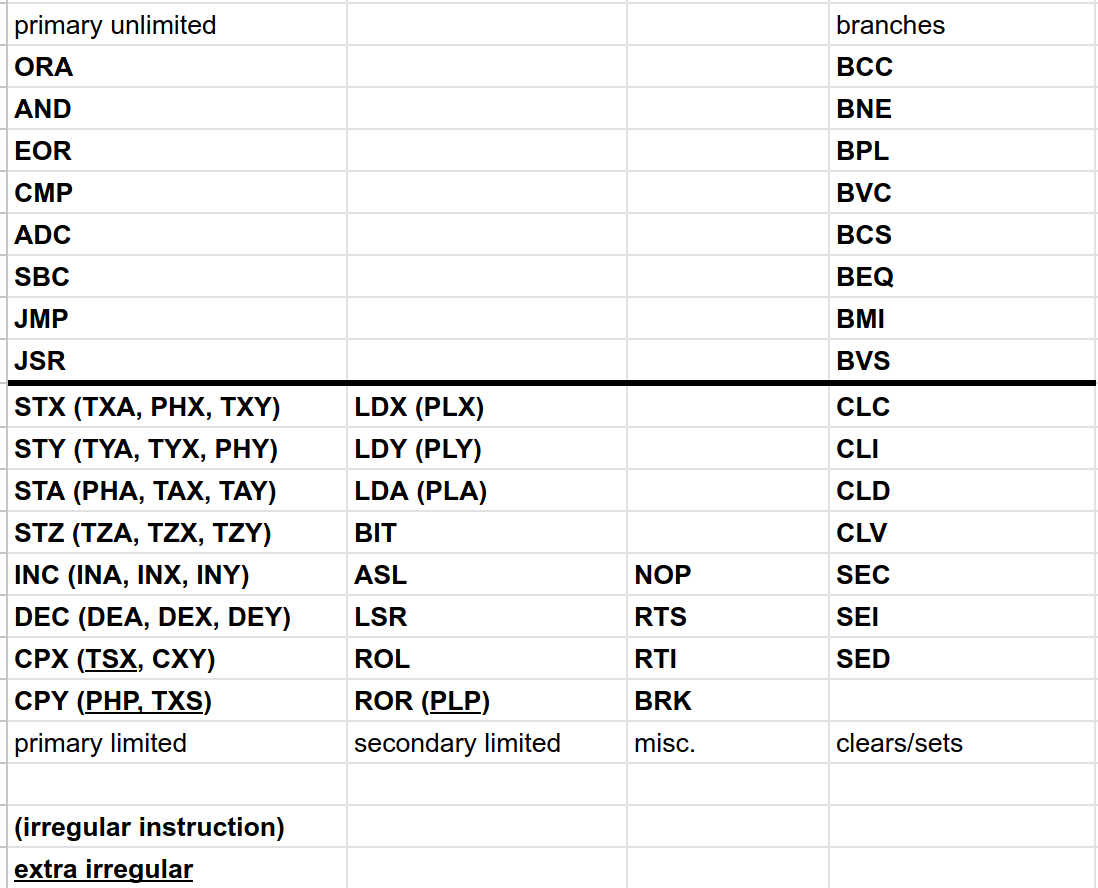 primary unlimited branches
ORA BCC
AND BNE
EOR BPL
CMP BVC
ADC BCS
SBC BEQ
JMP BMI
JSR BVS
STX (TXA, PHX, TXY) LDX (PLX) CLC
STY (TYA, TYX, PHY) LDY (PLY) CLI
STA (PHA, TAX, TAY) LDA (PLA) CLD
STZ (TZA, TZX, TZY) BIT CLV
INC (INA, INX, INY) ASL NOP SEC
DEC (DEA, DEX, DEY) LSR RTS SEI
CPX (TSX, CXY) ROL RTI SED
CPY (PHP, TXS) ROR (PLP) BRK
primary limited secondary limited misc. clears/sets
(irregular instruction)
extra irregular